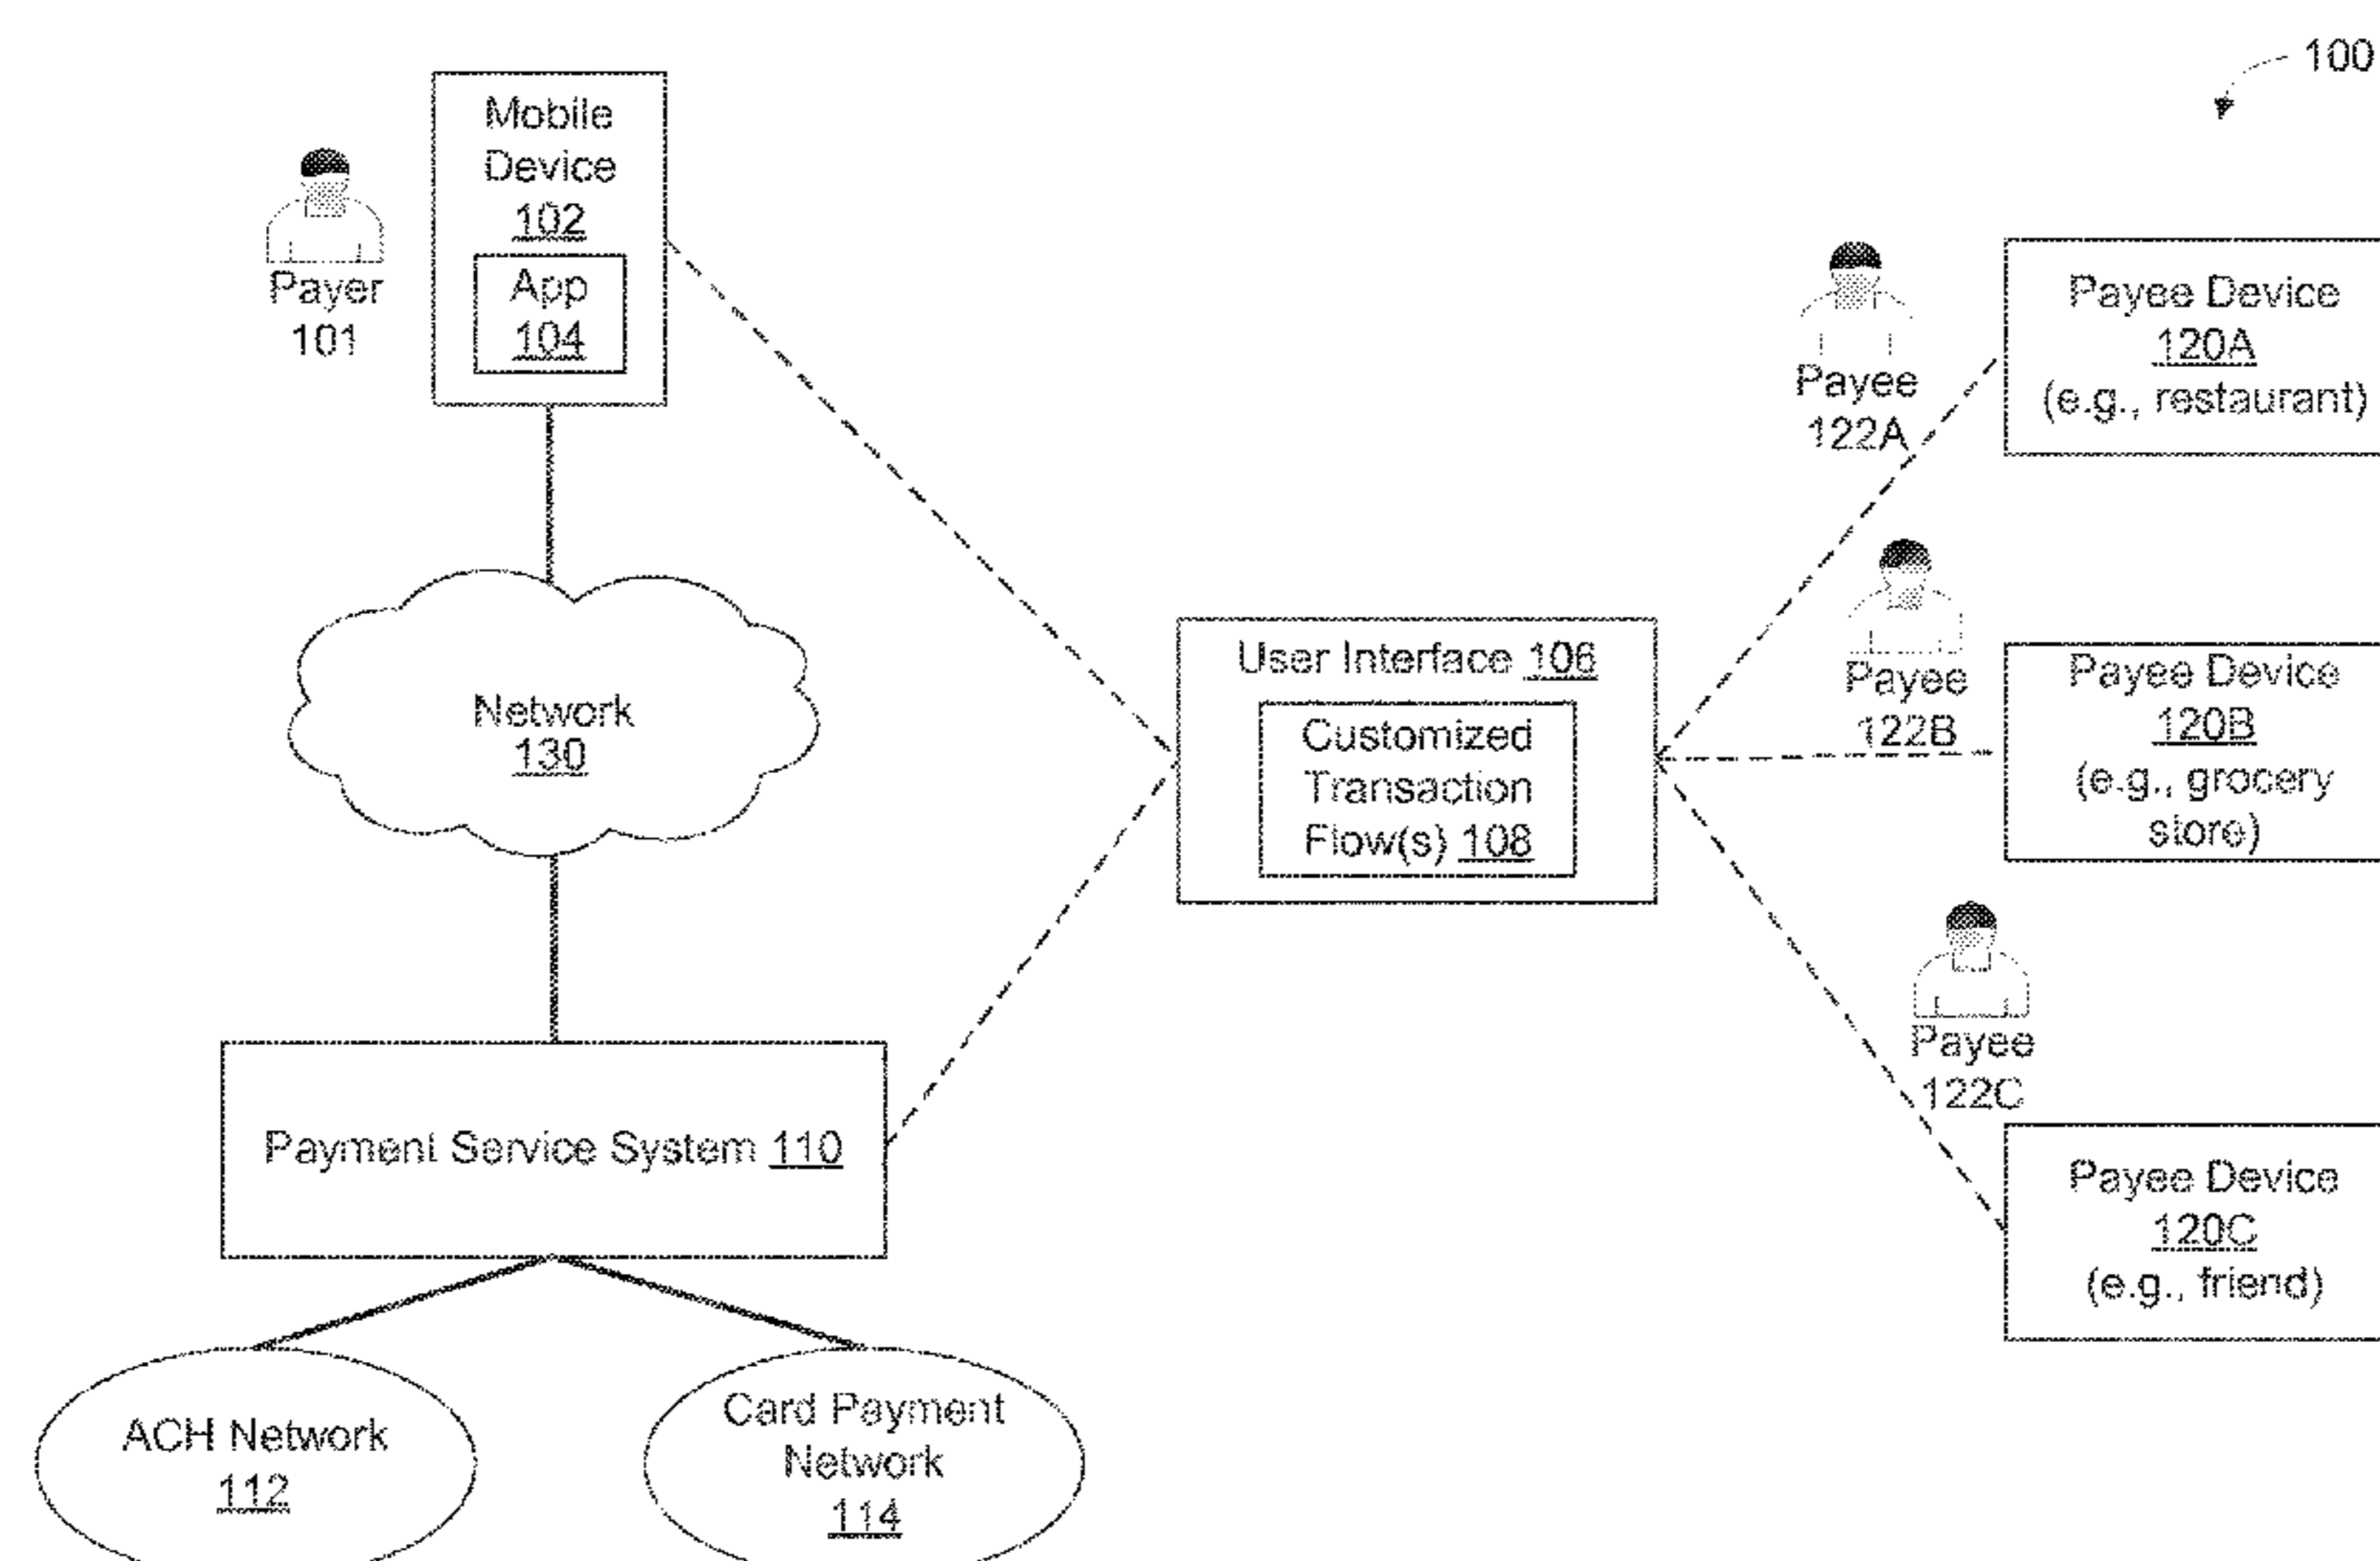 100
Mobile
Device
102
App
104
Payer
101
Payee
122A
Payee Device
120A
(e.g., restaurant)
Network
130
User Interface 106
Customized
Transaction
Flow(s) 108
Payee
122B
Payee Device
120B
(e.g., grocery
store)
Payment Service System 110
Payee
122C
Payee Device
120C
(e.g., friend)
ACH Network
112
Card Payment
Network
114